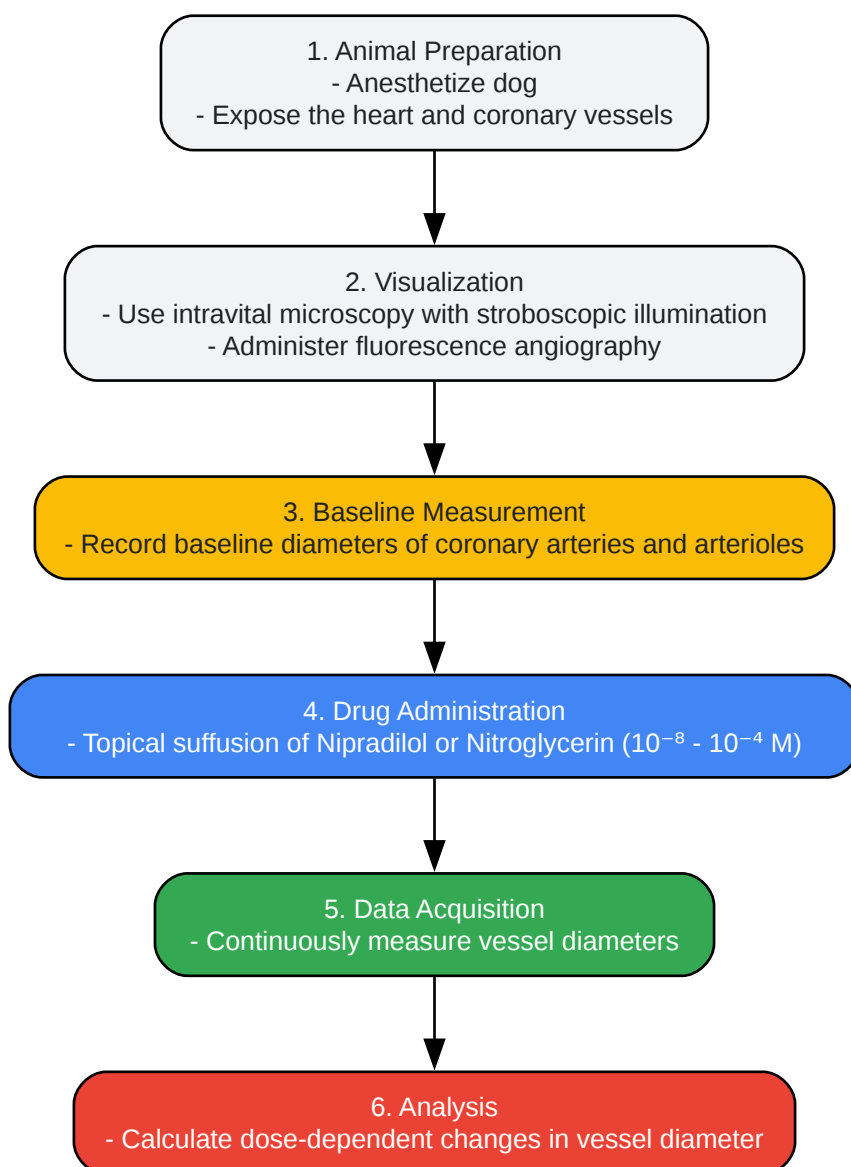 1. Animal Preparation
- Anesthetize dog
- Expose the heart and coronary vessels
2. Visualization
- Use intravital microscopy with stroboscopic illumination
- Administer fluorescence angiography
3. Baseline Measurement
- Record baseline diameters of coronary arteries and arterioles
4. Drug Administration
- Topical suffusion of Nipradilol or Nitroglycerin (10⁻⁸ - 10⁻⁴ M)
5. Data Acquisition
- Continuously measure vessel diameters
6. Analysis
- Calculate dose-dependent changes in vessel diameter